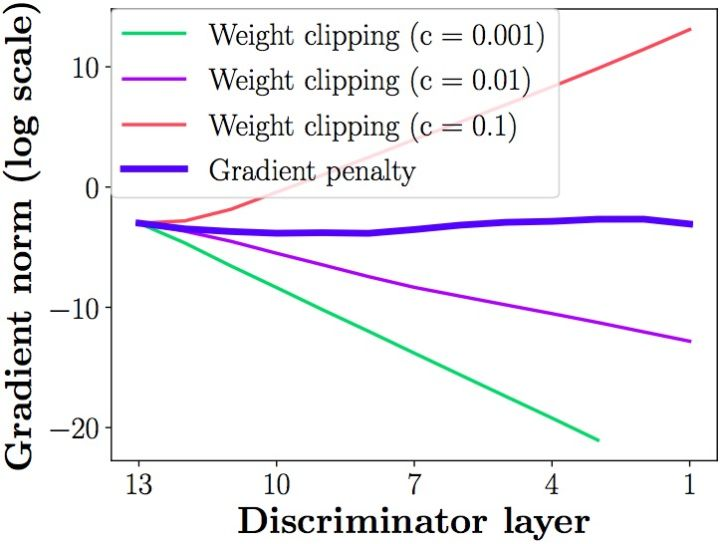 Weight clipping (c = 0.001)
Weight clipping (c = 0.01)
Weight clipping (c = 0.1)
Gradient penalty
Gradient norm (log scale)
10
0
−10
−20
13 10 7 4 1
Discriminator layer